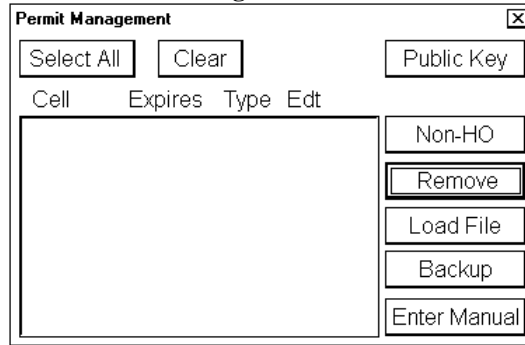 Permit Management
Select All Clear Public Key
Cell Expires Type Edt
Non-HO
Remove
Load File
Backup
Enter Manual